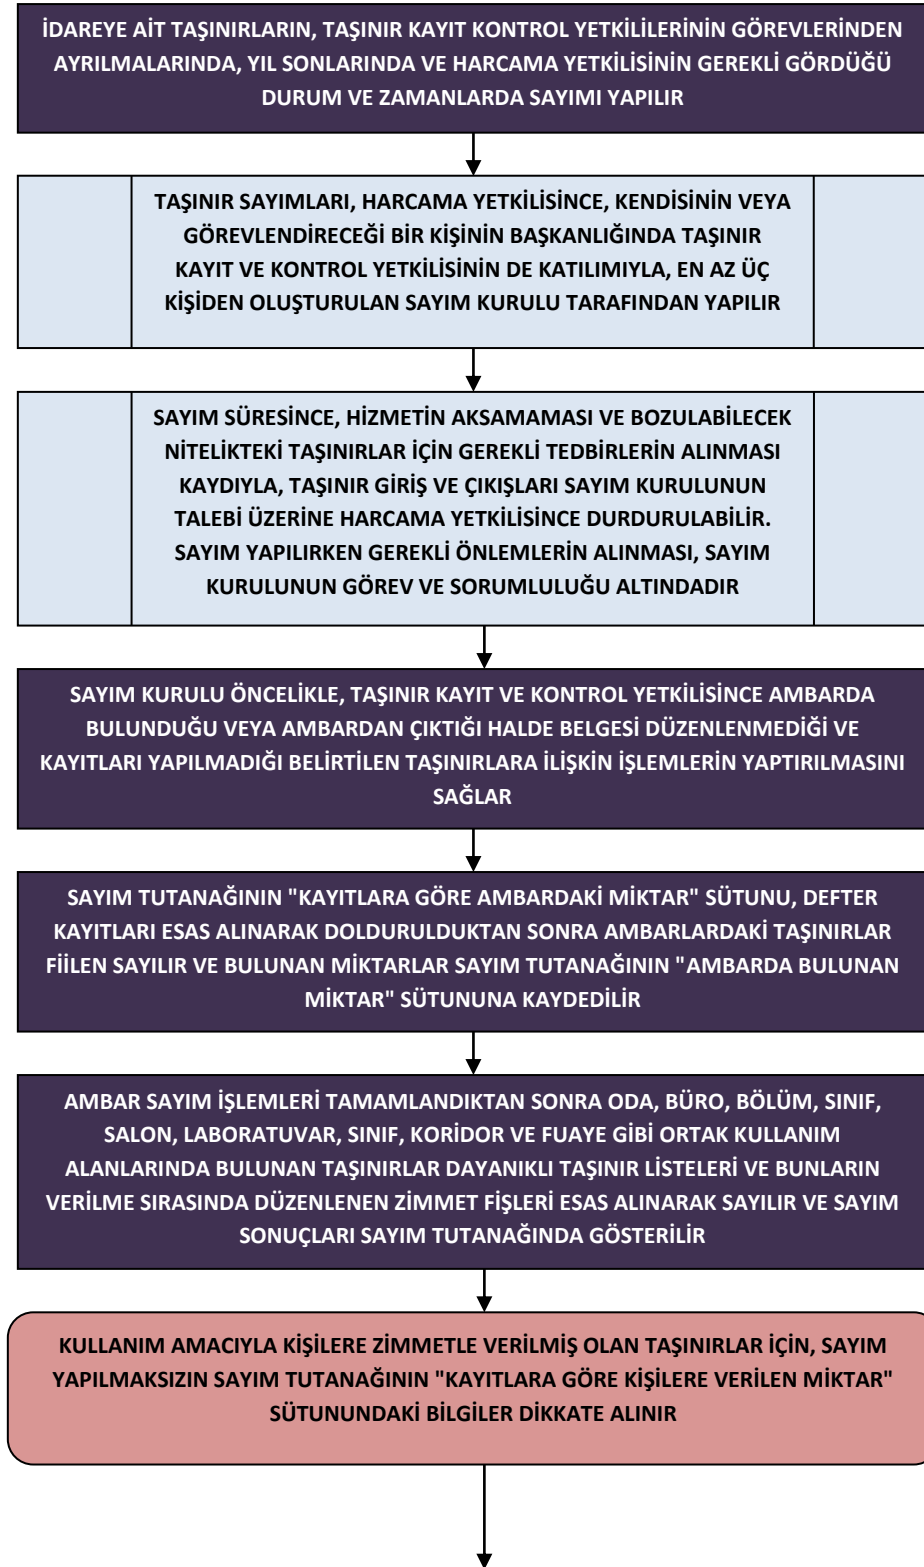 İDAREYE AİT TAŞINIRLARIN, TAŞINIR KAYIT KONTROL YETKİLİLERİNİN GÖREVLERİNDEN
AYRILMALARINDA, YIL SONLARINDA VE HARCAMA YETKİLİSİNİN GEREKLİ GÖRDÜĞÜ
DURUM VE ZAMANLARDA SAYIMI YAPILIR
TAŞINIR SAYIMLARI, HARCAMA YETKİLİSİNCE, KENDİSİNİN VEYA
GÖREVLENDİRECEĞİ BİR KİŞİNİN BAŞKANLIĞINDA TAŞINIR
KAYIT VE KONTROL YETKİLİSİNİN DE KATILIMIYLA, EN AZ ÜÇ
KİŞİDEN OLUŞTURULAN SAYIM KURULU TARAFINDAN YAPILIR
SAYIM SÜRESİNCE, HİZMETİN AKSAMAMASI VE BOZULABİLECEK
NİTELİKTEKİ TAŞINIRLAR İÇİN GEREKLİ TEDBİRLERİN ALINMASI
KAYDIYLA, TAŞINIR GİRİŞ VE ÇIKIŞLARI SAYIM KURULUNUN
TALEBİ ÜZERİNE HARCAMA YETKİLİSİNCE DURDURULABİLİR.
SAYIM YAPILIRKEN GEREKLİ ÖNLEMLERİN ALINMASI, SAYIM
KURULUNUN GÖREV VE SORUMLULUĞU ALTINDADIR
SAYIM KURULU ÖNCELİKLE, TAŞINIR KAYIT VE KONTROL YETKİLİSİNCE AMBARDA
BULUNDUĞU VEYA AMBARDAN ÇIKTIĞI HALDE BELGESİ DÜZENLENMEDİĞİ VE
KAYITLARI YAPILMADIĞI BELİRTİLEN TAŞINIRLARA İLİŞKİN İŞLEMLERİN YAPTIRILMASINI
SAĞLAR
SAYIM TUTANAĞININ "KAYITLARA GÖRE AMBARDAKİ MİKTAR" SÜTUNU, DEFTER
KAYITLARI ESAS ALINARAK DOLDURULDUKTAN SONRA AMBARLARDAKİ TAŞINIRLAR
FİİLEN SAYILIR VE BULUNAN MİKTARLAR SAYIM TUTANAĞININ "AMBARDA BULUNAN
MİKTAR" SÜTUNUNA KAYDEDİLİR
AMBAR SAYIM İŞLEMLERİ TAMAMLANDIKTAN SONRA ODA, BÜRO, BÖLÜM, SINIF,
SALON, LABORATUVAR, SINIF, KORİDOR VE FUAYE GİBİ ORTAK KULLANIM
ALANLARINDA BULUNAN TAŞINIRLAR DAYANIKLI TAŞINIR LİSTELERİ VE BUNLARIN
VERİLME SIRASINDA DÜZENLENEN ZİMMET FİŞLERİ ESAS ALINARAK SAYILIR VE SAYIM
SONUÇLARI SAYIM TUTANAĞINDA GÖSTERİLİR
KULLANIM AMACIYLA KİŞİLERE ZİMMETLE VERİLMİŞ OLAN TAŞINIRLAR İÇİN, SAYIM
YAPILMAKSIZIN SAYIM TUTANAĞININ "KAYITLARA GÖRE KİŞİLERE VERİLEN MİKTAR"
SÜTUNUNDAKİ BİLGİLER DİKKATE ALINIR